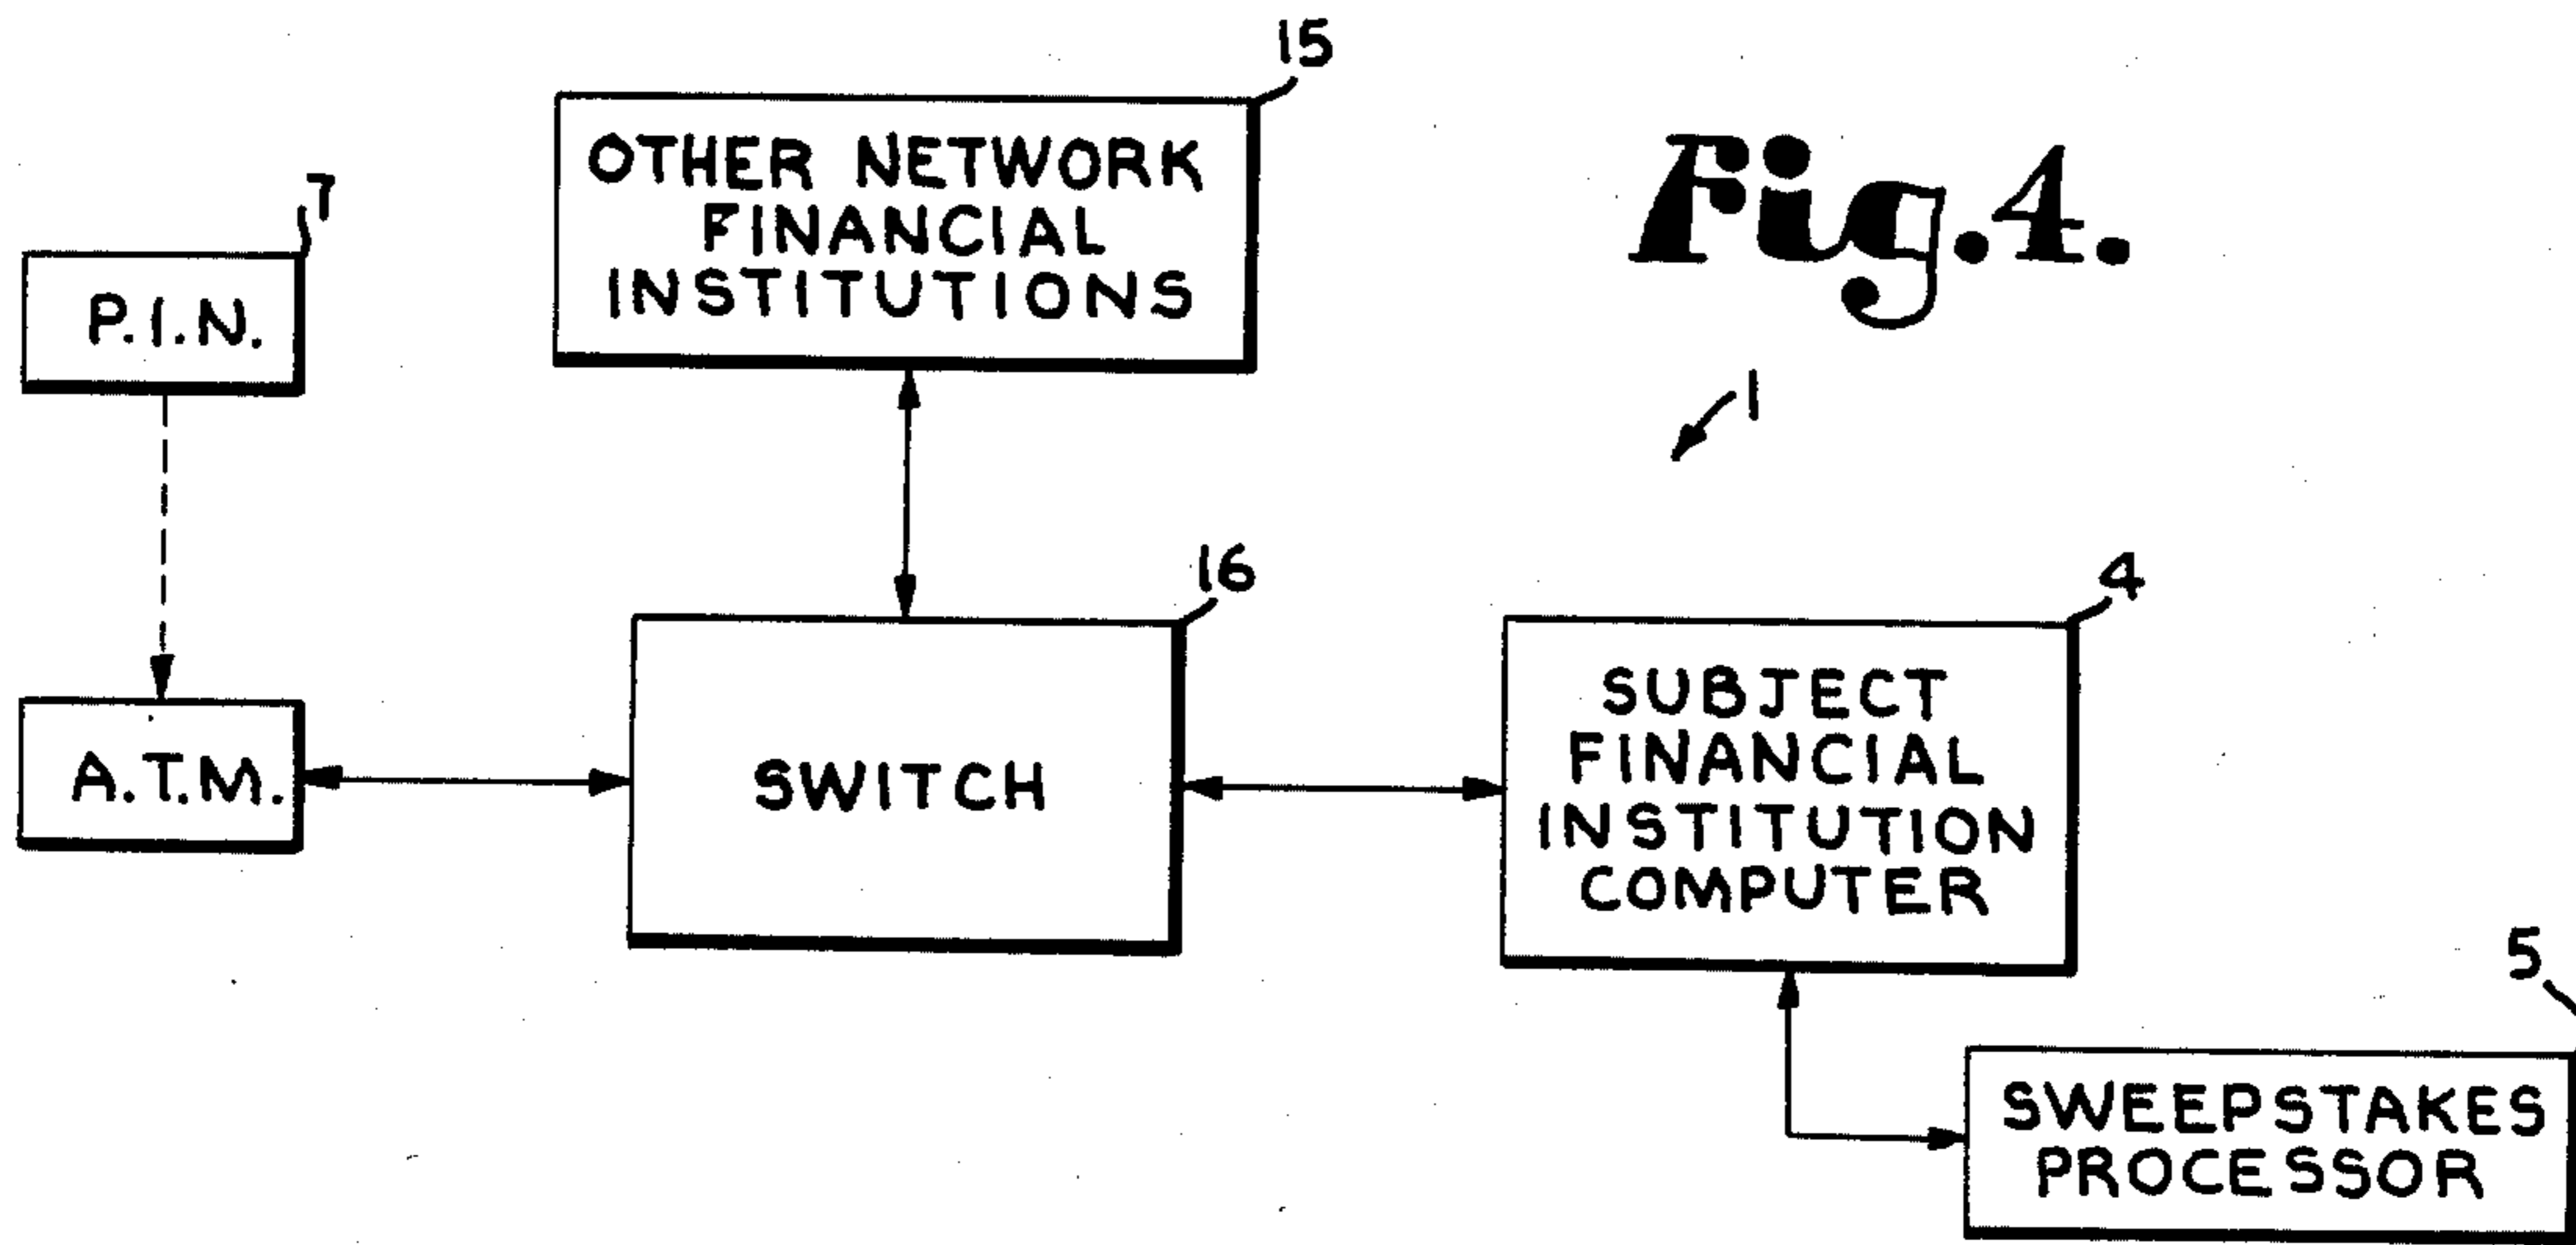 15
OTHER NETWORK
FINANCIAL
INSTITUTIONS
Fig.4.
7
P.I.N.
1
16
4
A.T.M.
SWITCH
SUBJECT
FINANCIAL
INSTITUTION
COMPUTER
5
SWEEPSTAKES
PROCESSOR